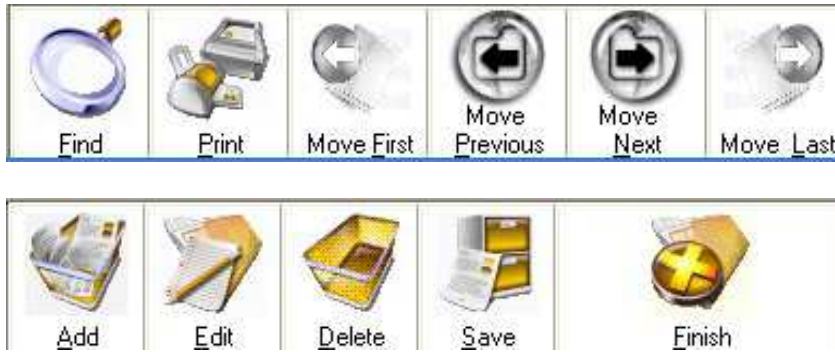 Find
Print
Move First
Move Previous
Move Next
Move Last
Add
Edit
Delete
Save
Finish